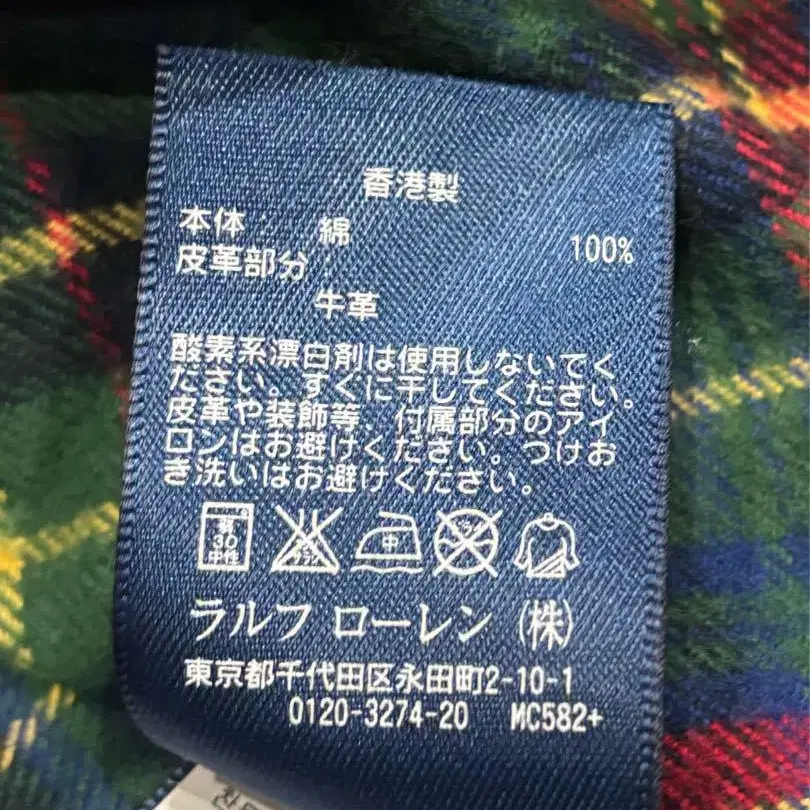 香港製
本体： 綿 100%
皮革部分：
牛革
酸素系漂白剤は使用しないでく
ださい。すぐに干してください。
皮革や装飾等、付属部分のアイ
ロンはお避けください。つけお
き洗いはお避けください。
弱
30
中性
中
ラルフ ローレン (株)
東京都千代田区永田町2-10-1
0120-3274-20 MC582+